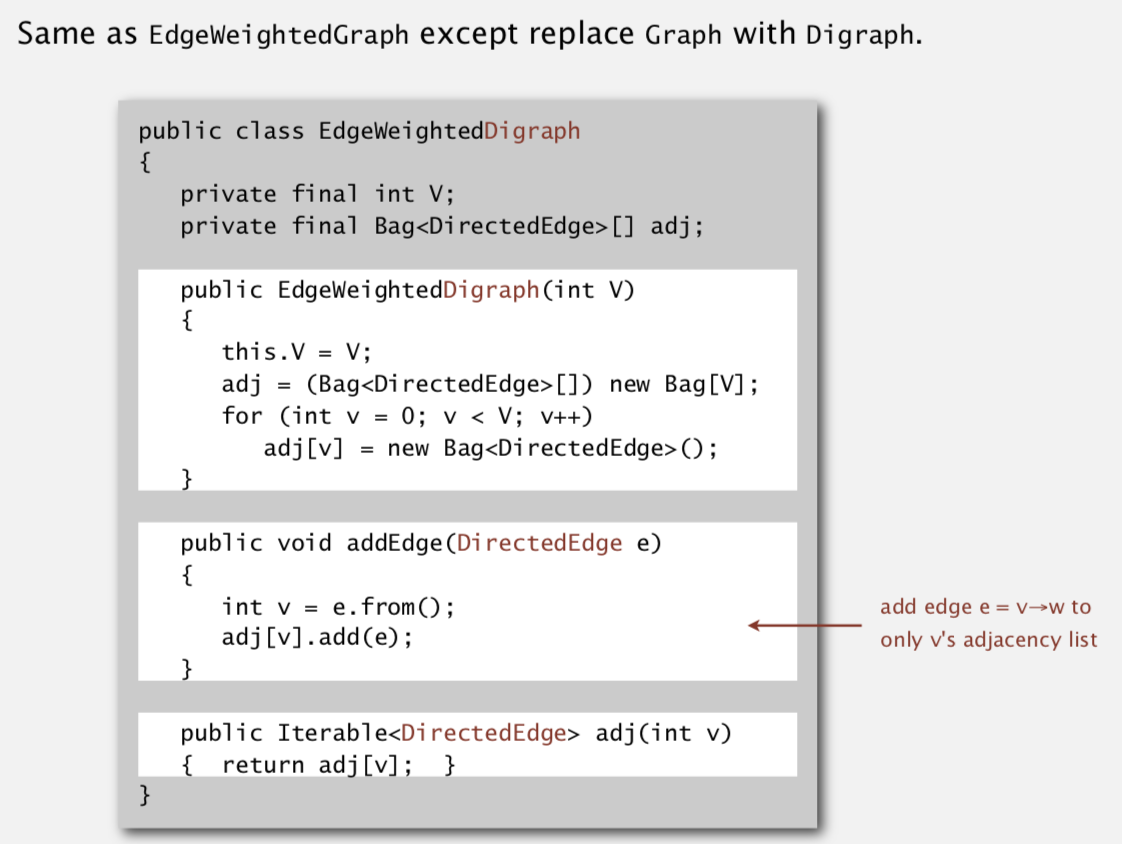 Same as EdgeWeightedGraph except replace Graph with Digraph.
public class EdgeWeightedDigraph
{
private final int V;
private final Bag<DirectedEdge>[] adj;
public EdgeWeightedDigraph(int V)
{
this.V = V;
adj = (Bag<DirectedEdge>[]) new Bag[V];
for (int v = 0; v < V; v++)
adj[v] = new Bag<DirectedEdge>();
}
public void addEdge(DirectedEdge e)
{
int v = e.from();
adj[v].add(e);
}
add edge e = v→w to
only v's adjacency list
public Iterable<DirectedEdge> adj(int v)
{ return adj[v]; }
}